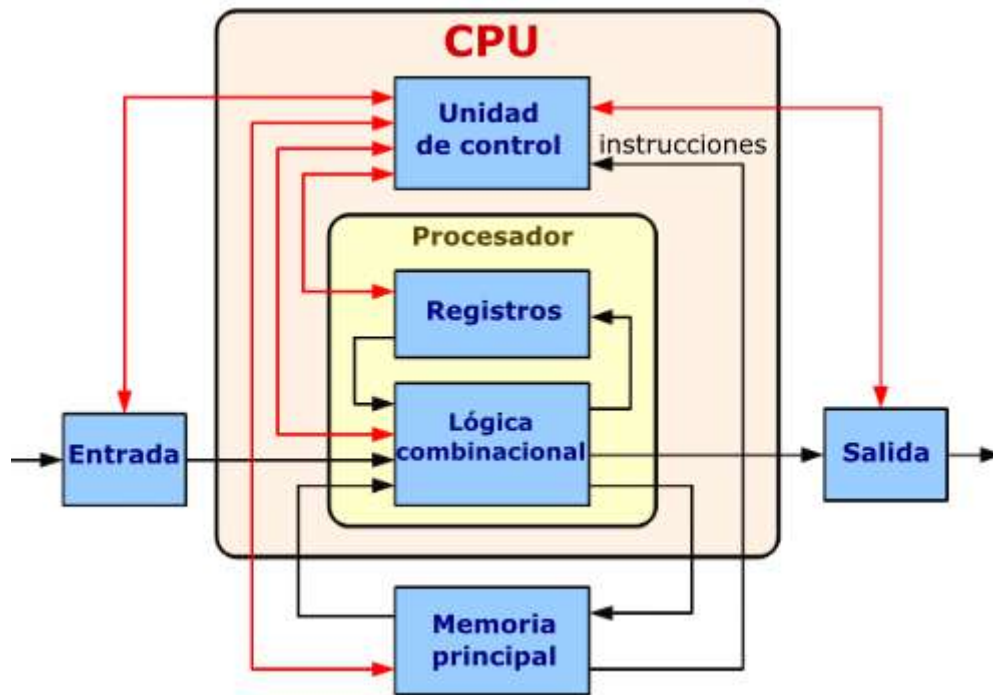 CPU
Unidad
de control
instrucciones
Procesador
Registros
Lógica
combinacional
Entrada
Salida
Memoria
principal